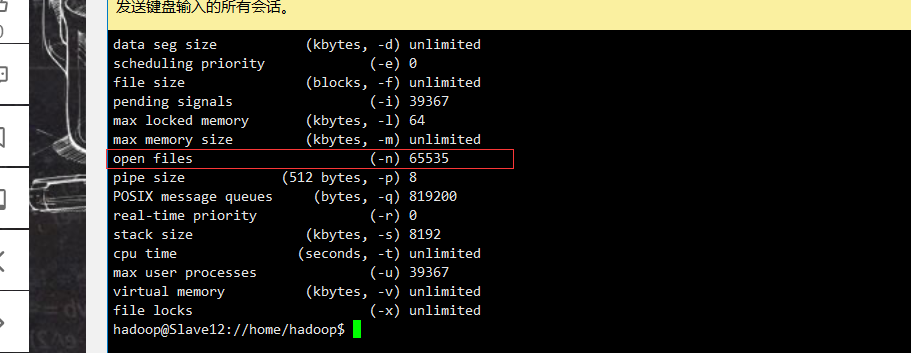 发送键盘输入的所有会话。
data seg size (kbytes, -d) unlimited
scheduling priority (-e) 0
file size (blocks, -f) unlimited
pending signals (-i) 39367
max locked memory (kbytes, -l) 64
max memory size (kbytes, -m) unlimited
open files (-n) 65535
pipe size (512 bytes, -p) 8
POSIX message queues (bytes, -q) 819200
real-time priority (-r) 0
stack size (kbytes, -s) 8192
cpu time (seconds, -t) unlimited
max user processes (-u) 39367
virtual memory (kbytes, -v) unlimited
file locks (-x) unlimited
hadoop@Slave12://home/hadoop$